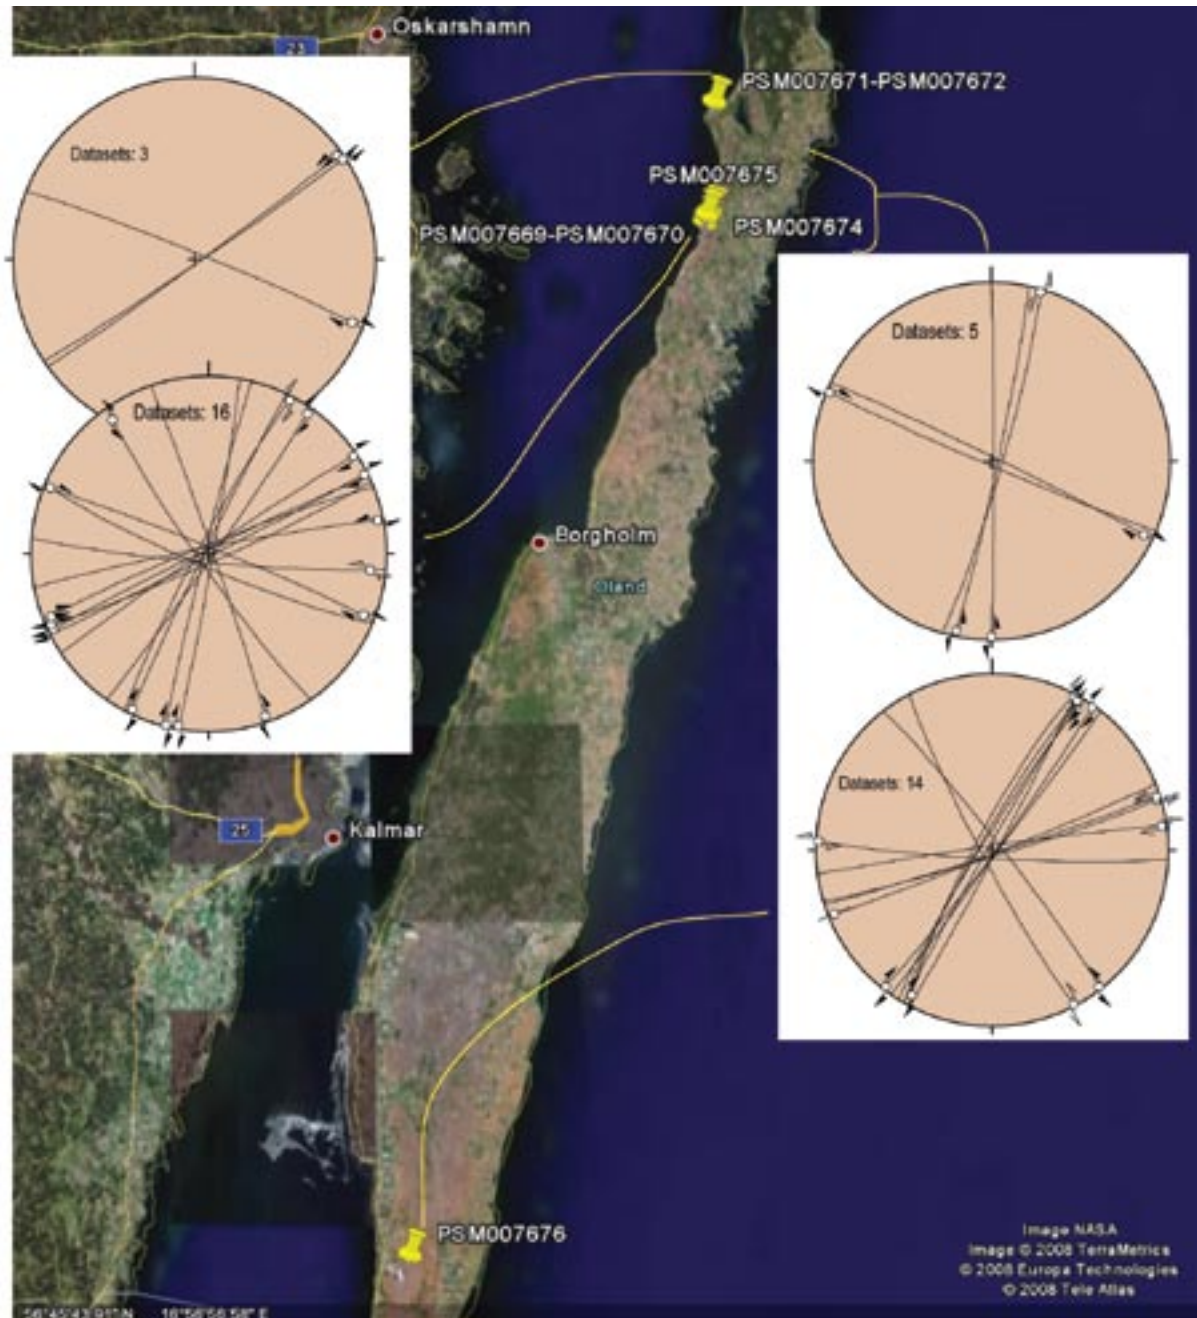 Oskarshamn
23
PSM007671-PSM007672
Datasets: 3
PSM007675
PSM007669-PSM007670
PSM007674
Datasets: 5
Datasets: 16
Borgholm
Oland
Datasets: 14
25
Kalmar
PSM007676
Image NASA
Image © 2008 TerraMetrics
© 2008 Europa Technologies
© 2008 Tele Atlas